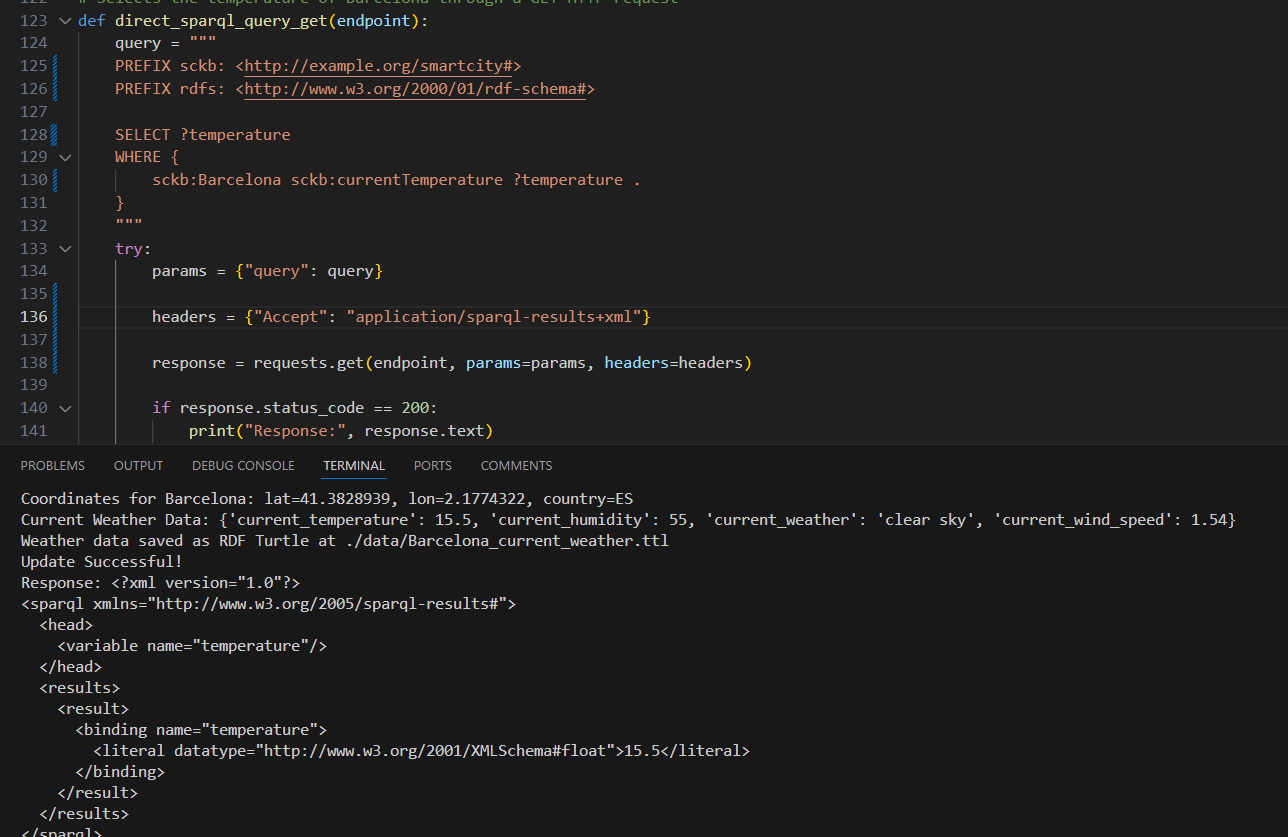 122 # Selects the temperature of Barcelona through a GET HTTP request
123 def direct_sparql_query_get(endpoint):
124 query = """
125 PREFIX sckb: <http://example.org/smartcity#>
126 PREFIX rdfs: <http://www.w3.org/2000/01/rdf-schema#>
127
128 SELECT ?temperature
129 WHERE {
130 sckb:Barcelona sckb:currentTemperature ?temperature .
131 }
132 """
133 try:
134 params = {"query": query}
135
136 headers = {"Accept": "application/sparql-results+xml"}
137
138 response = requests.get(endpoint, params=params, headers=headers)
139
140 if response.status_code == 200:
141 print("Response:", response.text)
PROBLEMS OUTPUT DEBUG CONSOLE TERMINAL PORTS COMMENTS
Coordinates for Barcelona: lat=41.3828939, lon=2.1774322, country=ES
Current Weather Data: {'current_temperature': 15.5, 'current_humidity': 55, 'current_weather': 'clear sky', 'current_wind_speed': 1.54}
Weather data saved as RDF Turtle at ./data/Barcelona_current_weather.ttl
Update Successful!
Response: <?xml version="1.0"?>
<sparql xmlns="http://www.w3.org/2005/sparql-results#">
<head>
<variable name="temperature"/>
</head>
<results>
<result>
<binding name="temperature">
<literal datatype="http://www.w3.org/2001/XMLSchema#float">15.5</literal>
</binding>
</result>
</results>
</sparql>